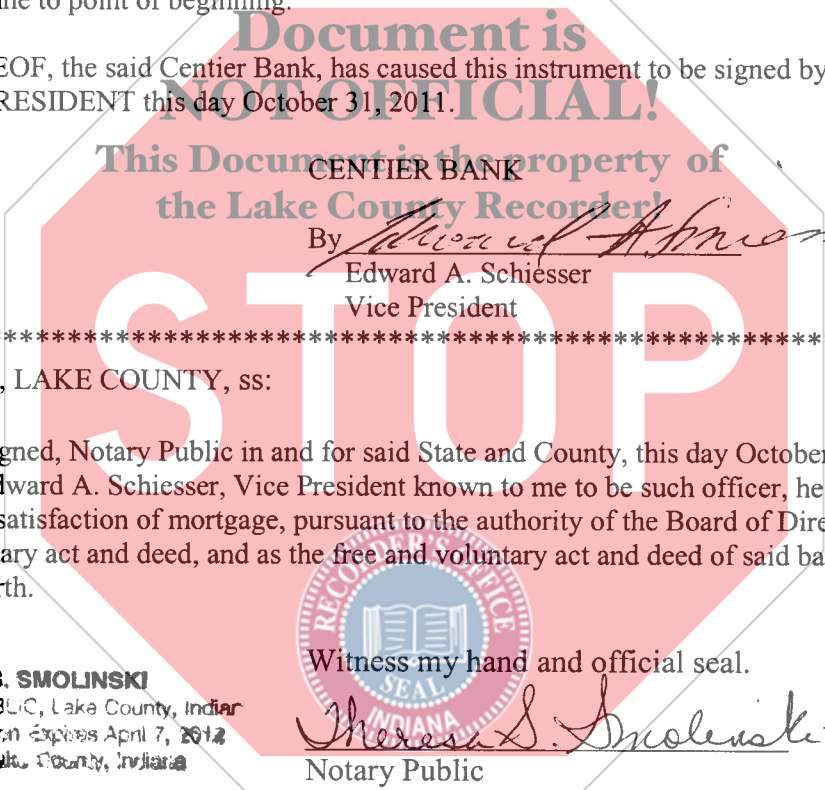 ne to point of beginning.
Document is
EOF, the said Centier Bank, has caused this instrument to be signed by
RESIDENT this day October 31, 2011.
NOT OFFICIAL!
This Document is the property of
CENTIER BANK
the Lake County Recorder!
By
Edward A. Schiesser
Vice President
STOP
********************************************************
, LAKE COUNTY, ss:
gned, Notary Public in and for said State and County, this day October
dward A. Schiesser, Vice President known to me to be such officer, he
satisfaction of mortgage, pursuant to the authority of the Board of Dire
ary act and deed, and as the free and voluntary act and deed of said ba
rth.
RECORDER'S OFFICE
SEAL
INDIANA
Witness my hand and official seal.
S. SMOLINSKI
BLIC, Lake County, Indian
n Expires April 7, 2012
County, Indiana
Theresa S. Smolinski
Notary Public